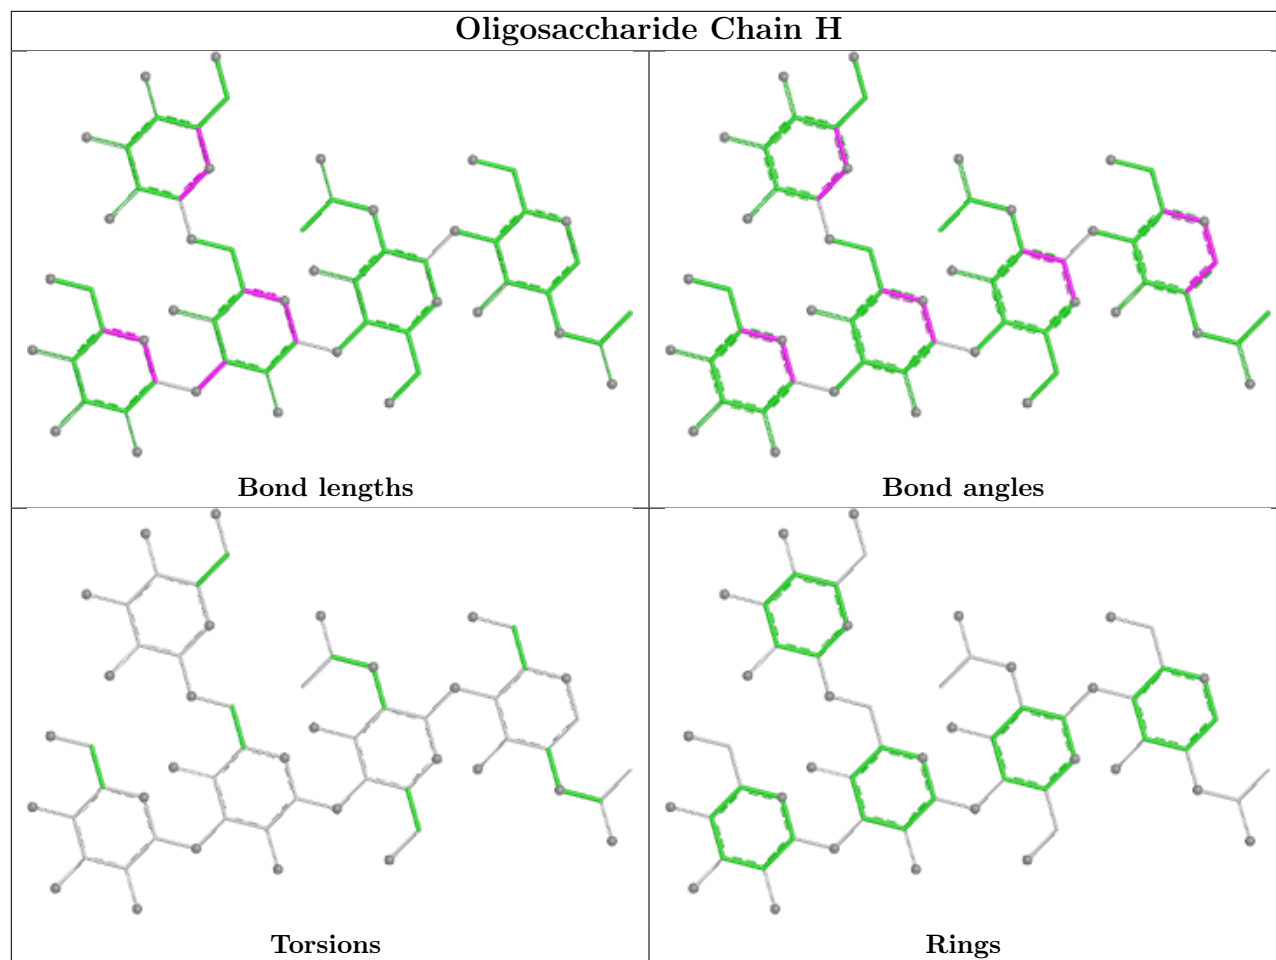 Oligosaccharide Chain H
Bond lengths
Bond angles
Torsions
Rings